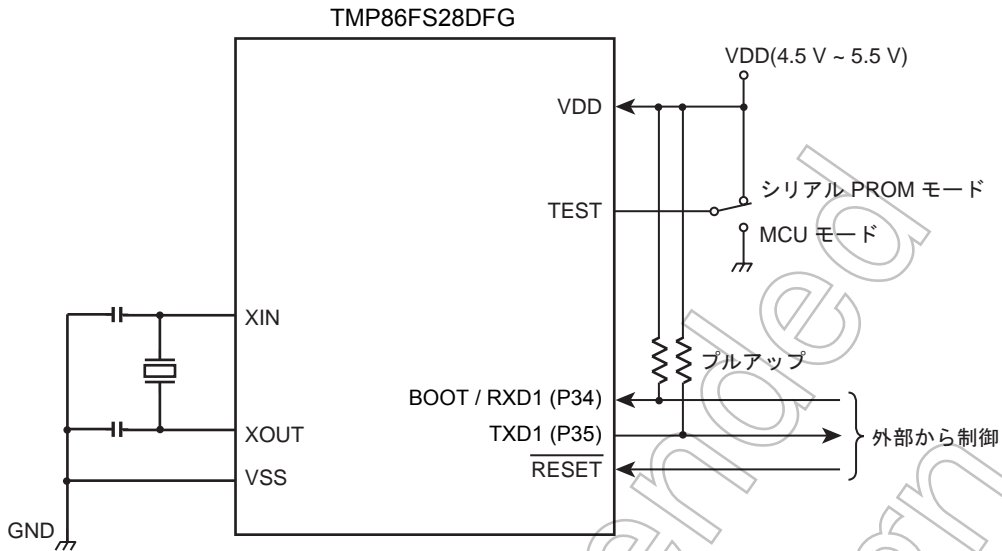 TMP86FS28DFG
VDD(4.5 V ~ 5.5 V)
VDD
シリアル PROM モード
TEST
MCU モード
XIN
プルアップ
BOOT / RXD1 (P34)
XOUT
TXD1 (P35)
外部から制御
RESET
VSS
GND